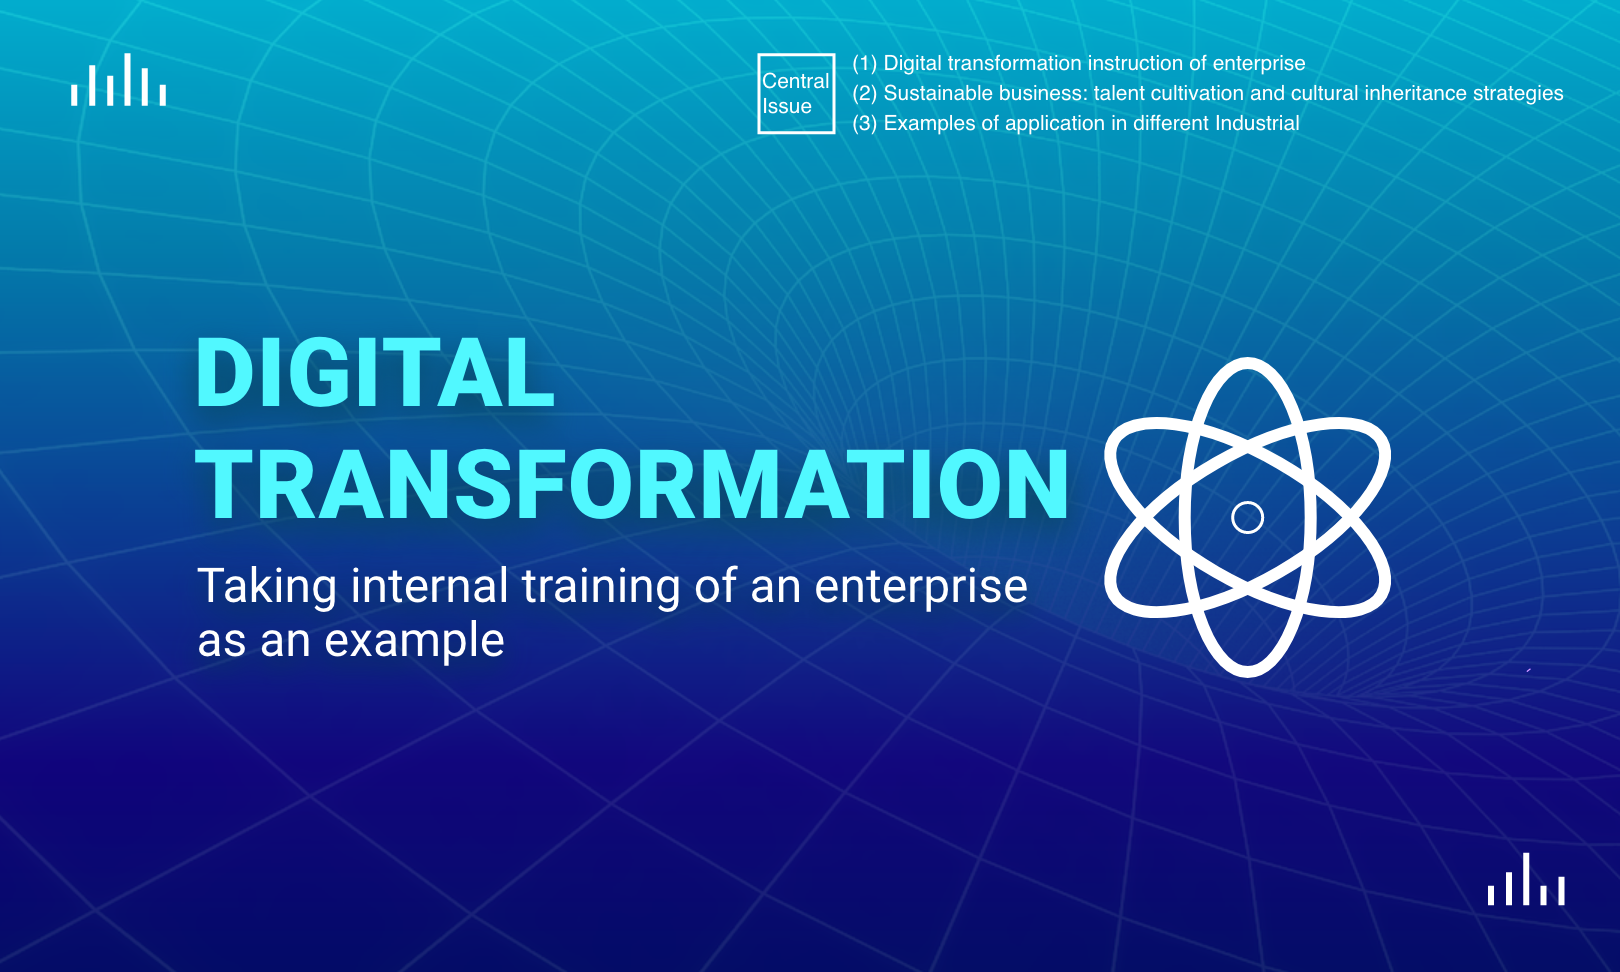 Central
Issue
(1) Digital transformation instruction of enterprise
(2) Sustainable business: talent cultivation and cultural inheritance strategies
(3) Examples of application in different Industrial
DIGITAL
TRANSFORMATION
Taking internal training of an enterprise
as an example